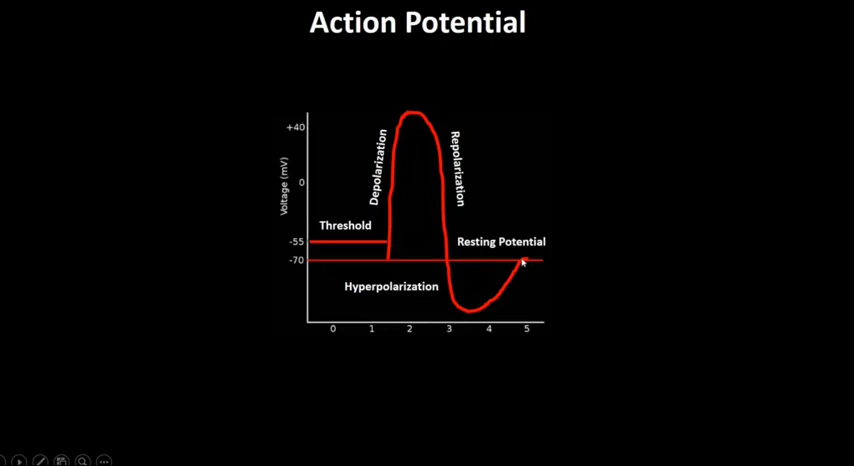 Action Potential
+40
0
-55
-70
Voltage (mV)
Depolarization
Repolarization
Threshold
Resting Potential
Hyperpolarization
0 1 2 3 4 5